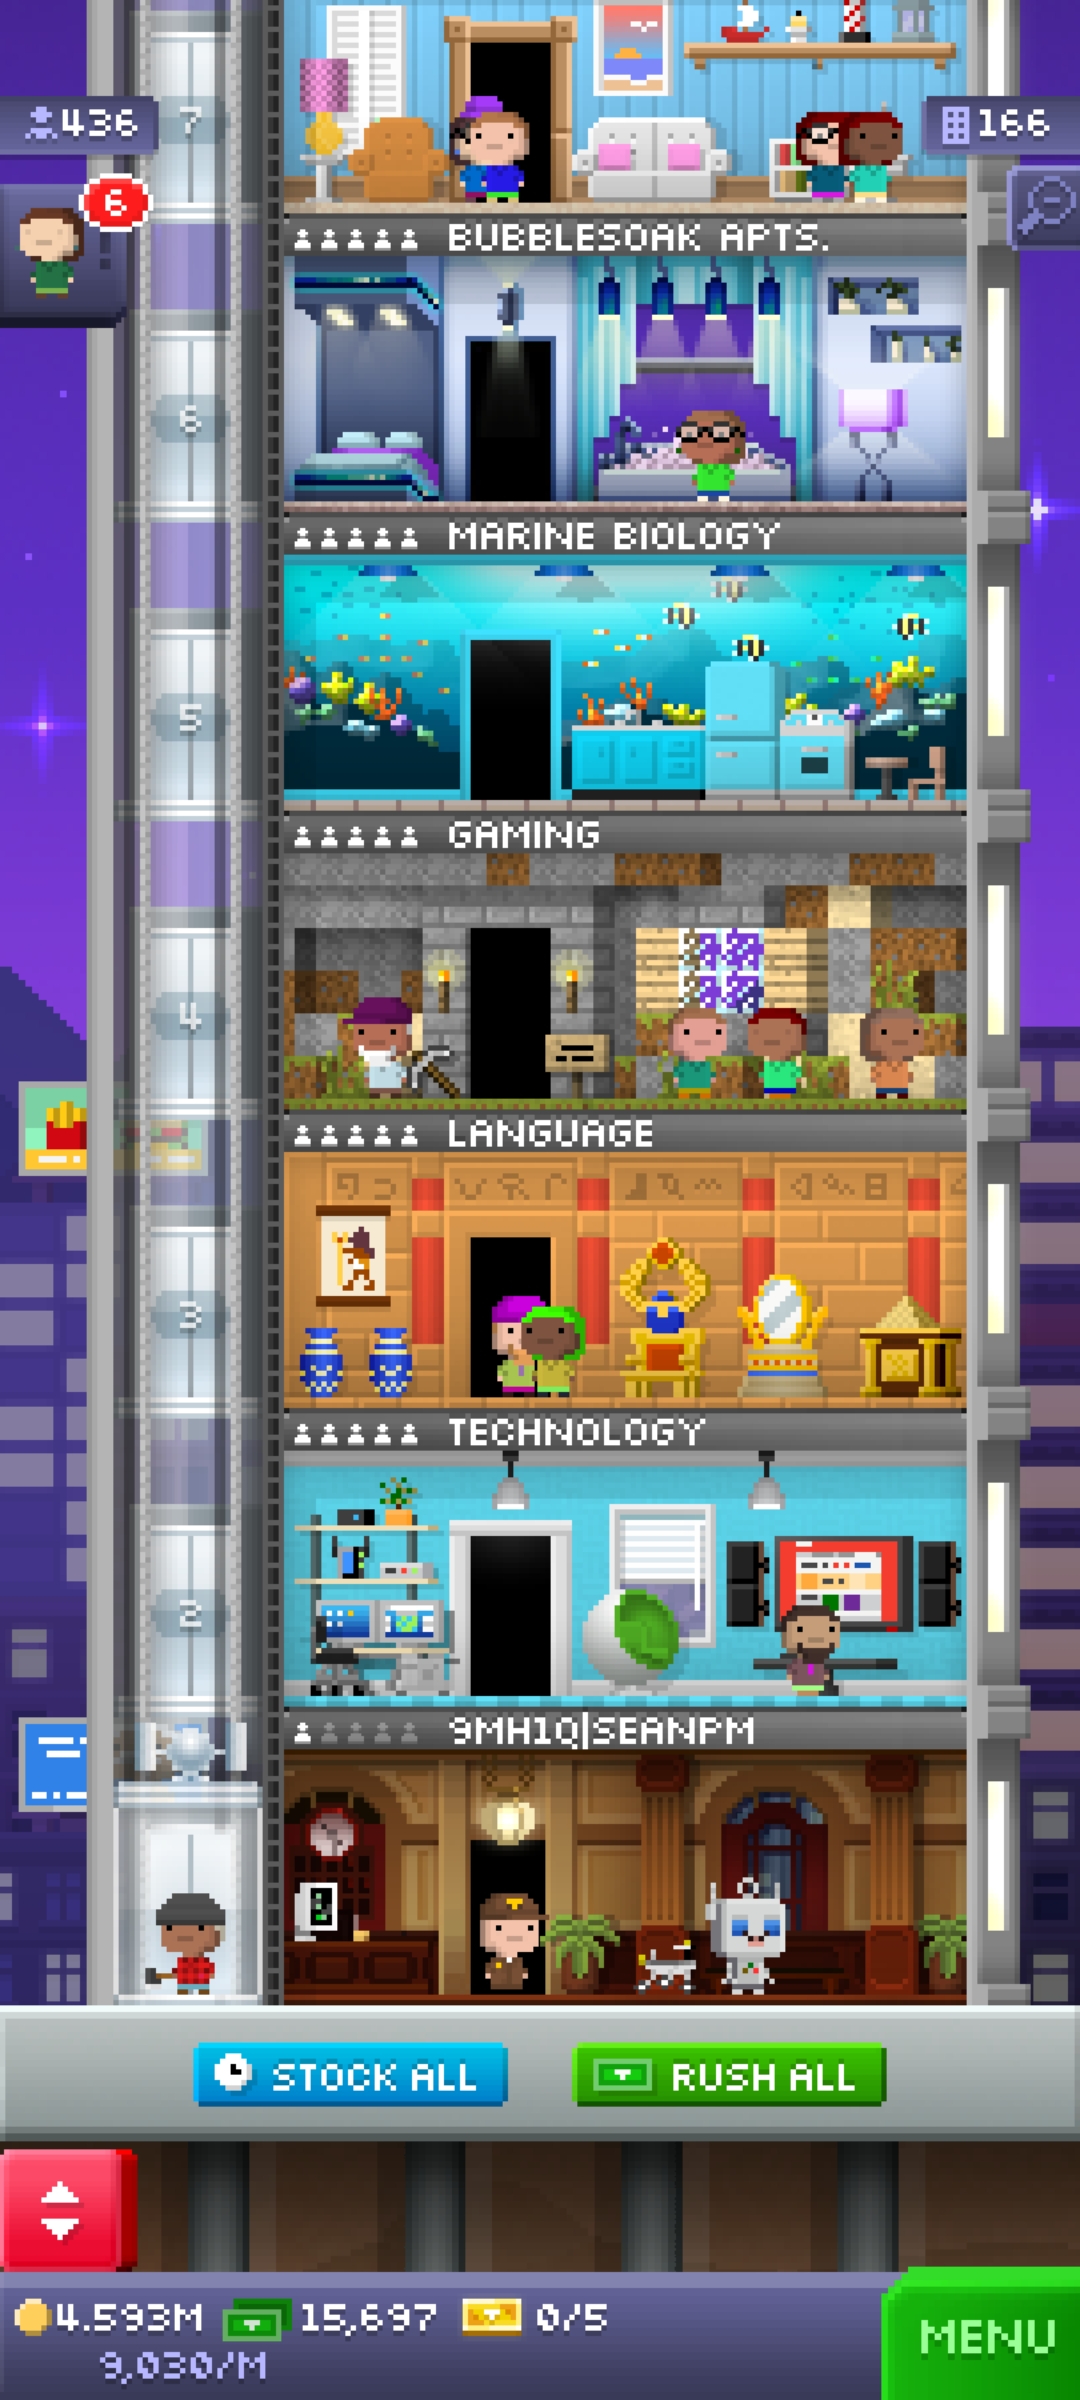 7
436
166
6
BUBBLESOAK APTS.
6
MARINE BIOLOGY
5
GAMING
4
LANGUAGE
3
TECHNOLOGY
2
9MH1Q|SEANPM
STOCK ALL
RUSH ALL
4.593M
15,697
0/5
9,030/M
MENU